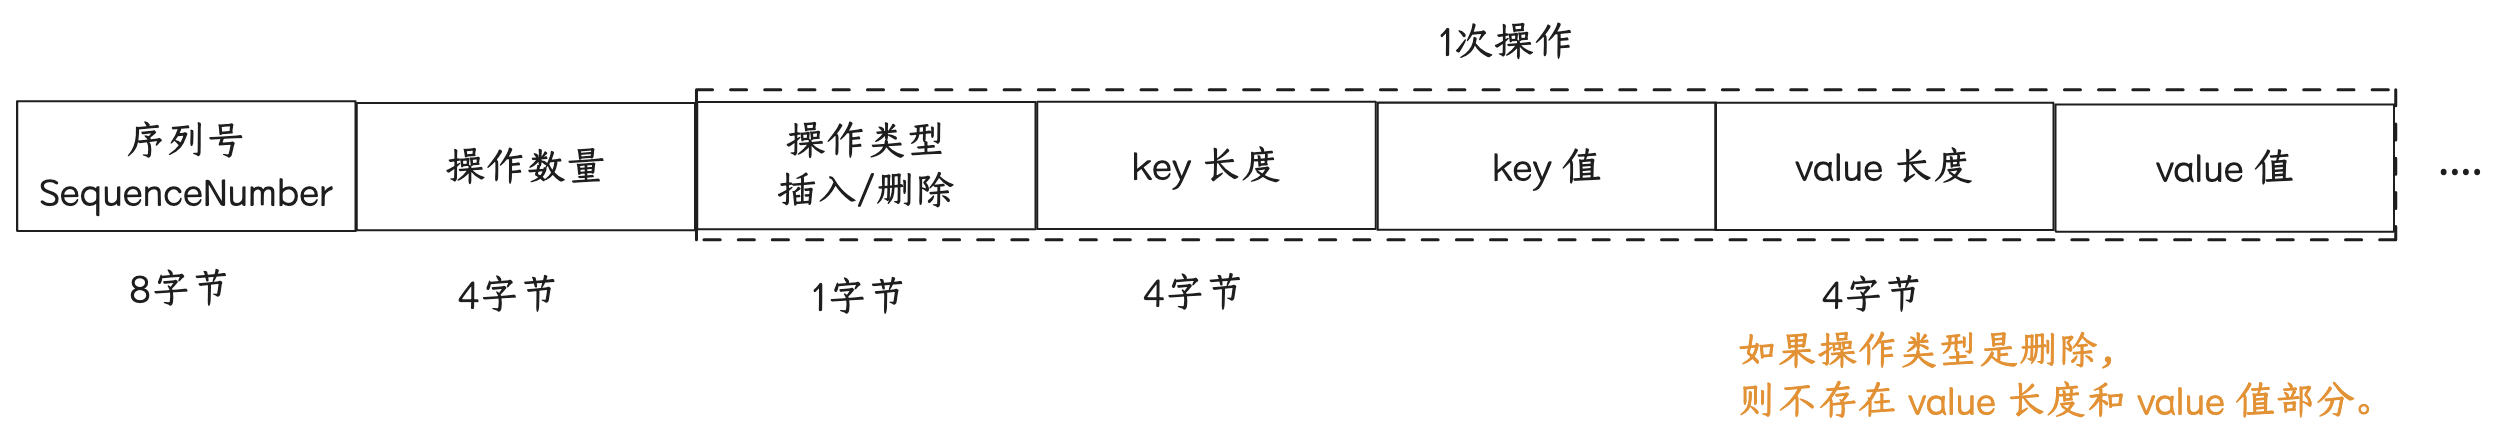 1次操作
序列号
SequenceNumber
操作数量
操作类型
插入/删除
key 长度
key 值
value 长度
value 值
....
8字节
4字节
1字节
4字节
4字节
如果操作类型是删除，
则不存在 value 长度和 value 值部分。